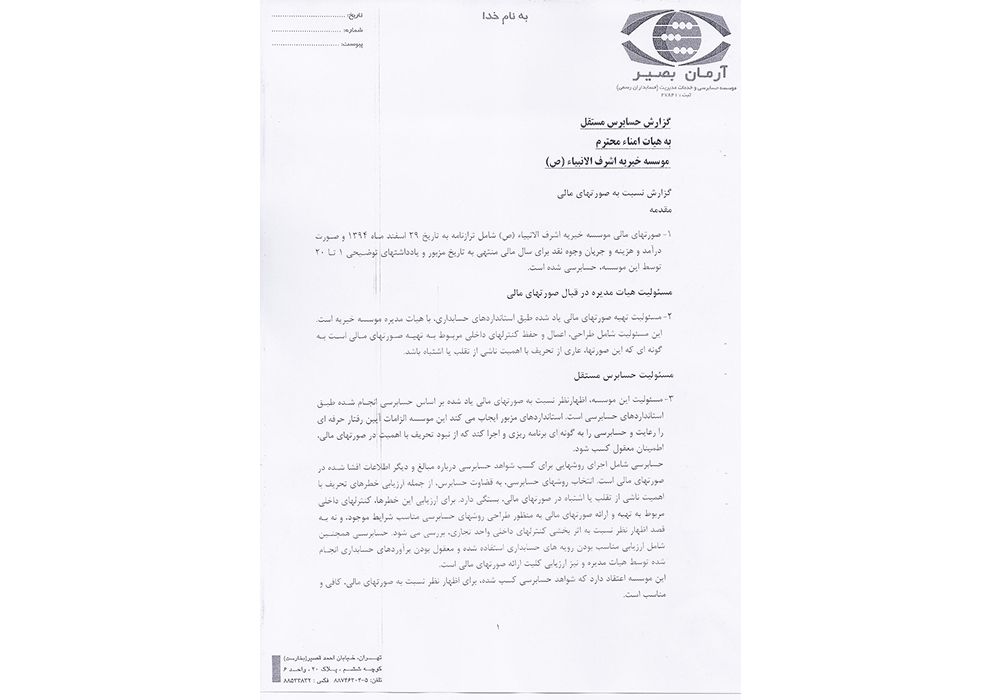 به نام خدا
تاریخ:
شماره:
پیوست:
آرمان بصیر
موسسه حسابرسی و خدمات مدیریت (حسابداران رسمی)
ثبت: ۲۷۸۴۱
گزارش حسابرس مستقل
به هیات امناء محترم
موسسه خیریه اشرف الانبیاء (ص)
گزارش نسبت به صورتهای مالی
مقدمه
۱- صورتهای مالی موسسه خیریه اشرف الانبیاء (ص) شامل ترازنامه به تاریخ ۲۹ اسفند ماه ۱۳۹۴ و صورت
درآمد و هزینه و جریان وجوه نقد برای سال مالی منتهی به تاریخ مزبور و یادداشتهای توضیحی ۱ تا ۲۰
توسط این موسسه، حسابرسی شده است.
مسئولیت هیات مدیره در قبال صورتهای مالی
۲- مسئولیت تهیه صورتهای مالی یاد شده طبق استانداردهای حسابداری، با هیات مدیره موسسه خیریه است.
این مسئولیت شامل طراحی، اعمال و حفظ کنترلهای داخلی مربوط به تهیه صورتهای مالی است به
گونه ای که این صورتها، عاری از تحریف با اهمیت ناشی از تقلب یا اشتباه باشد.
مسئولیت حسابرس مستقل
۳- مسئولیت این موسسه، اظهارنظر نسبت به صورتهای مالی یاد شده بر اساس حسابرسی انجام شده طبق
استانداردهای حسابرسی است. استانداردهای مزبور ایجاب می کند این موسسه الزامات آیین رفتار حرفه ای
را رعایت و حسابرسی را به گونه ای برنامه ریزی و اجرا کند که از نبود تحریف با اهمیت در صورتهای مالی،
اطمینان معقول کسب شود.
حسابرسی شامل اجرای روشهایی برای کسب شواهد حسابرسی درباره مبالغ و دیگر اطلاعات افشا شده در
صورتهای مالی است. انتخاب روشهای حسابرسی، به قضاوت حسابرس، از جمله ارزیابی خطرهای تحریف با
اهمیت ناشی از تقلب یا اشتباه در صورتهای مالی، بستگی دارد. برای ارزیابی این خطرها، کنترلهای داخلی
مربوط به تهیه و ارائه صورتهای مالی به منظور طراحی روشهای حسابرسی مناسب شرایط موجود، و نه به
قصد اظهار نظر نسبت به اثر بخشی کنترلهای داخلی واحد تجاری، بررسی می شود. حسابرسی همچنین
شامل ارزیابی مناسب بودن رویه های حسابداری استفاده شده و معقول بودن برآوردهای حسابداری انجام
شده توسط هیات مدیره و نیز ارزیابی کلیت ارائه صورتهای مالی است.
این موسسه اعتقاد دارد که شواهد حسابرسی کسب شده، برای اظهار نظر نسبت به صورتهای مالی، کافی و
مناسب است.
۱
تهران، خیابان احمد قصیر(بخارست)
کوچه ششم، پلاک ۲۰، واحد ۶
تلفن: ۵-۸۸۷۴۶۲۰۴ فکس: ۸۸۵۳۳۸۳۲